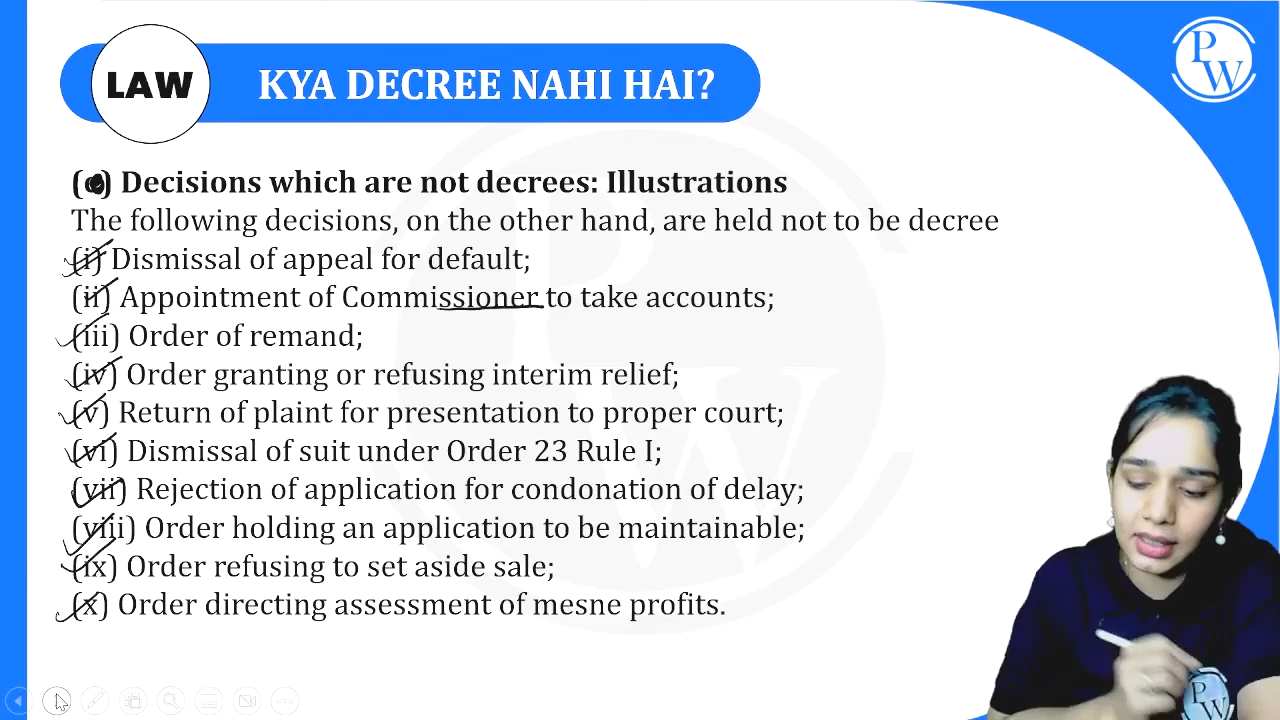 LAW
KYA DECREE NAHI HAI?
PW
Decisions which are not decrees: Illustrations
The following decisions, on the other hand, are held not to be decree
(i) Dismissal of appeal for default;
(ii) Appointment of Commissioner to take accounts;
(iii) Order of remand;
(iv) Order granting or refusing interim relief;
(v) Return of plaint for presentation to proper court;
(vi) Dismissal of suit under Order 23 Rule I;
(vii) Rejection of application for condonation of delay;
(viii) Order holding an application to be maintainable;
(ix) Order refusing to set aside sale;
(x) Order directing assessment of mesne profits.
PW
PW